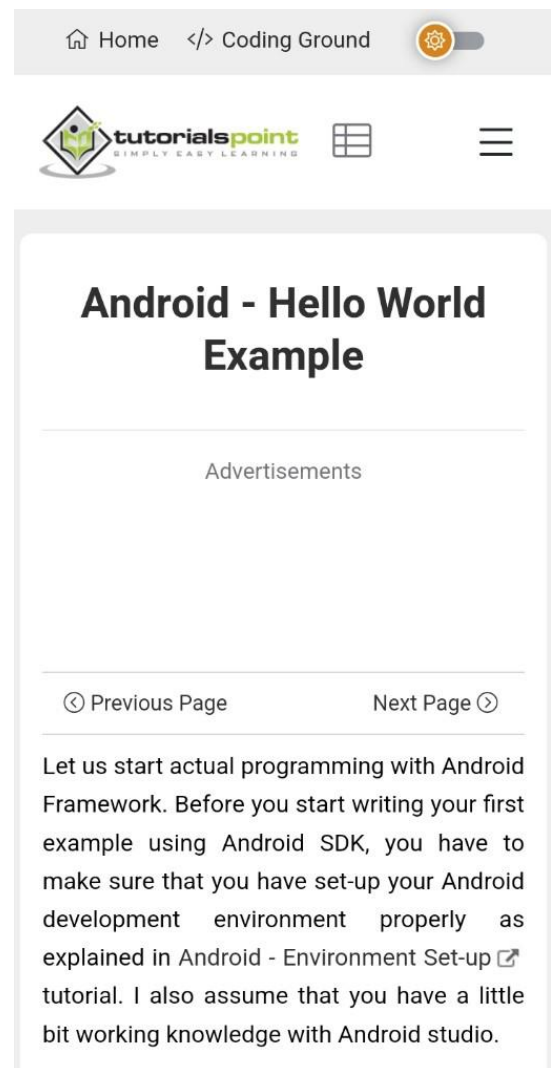 Home </> Coding Ground
tutorialspoint
SIMPLY EASY LEARNING
Android - Hello World
Example
Advertisements
Previous Page Next Page
Let us start actual programming with Android
Framework. Before you start writing your first
example using Android SDK, you have to
make sure that you have set-up your Android
development environment properly as
explained in Android - Environment Set-up
tutorial. I also assume that you have a little
bit working knowledge with Android studio.